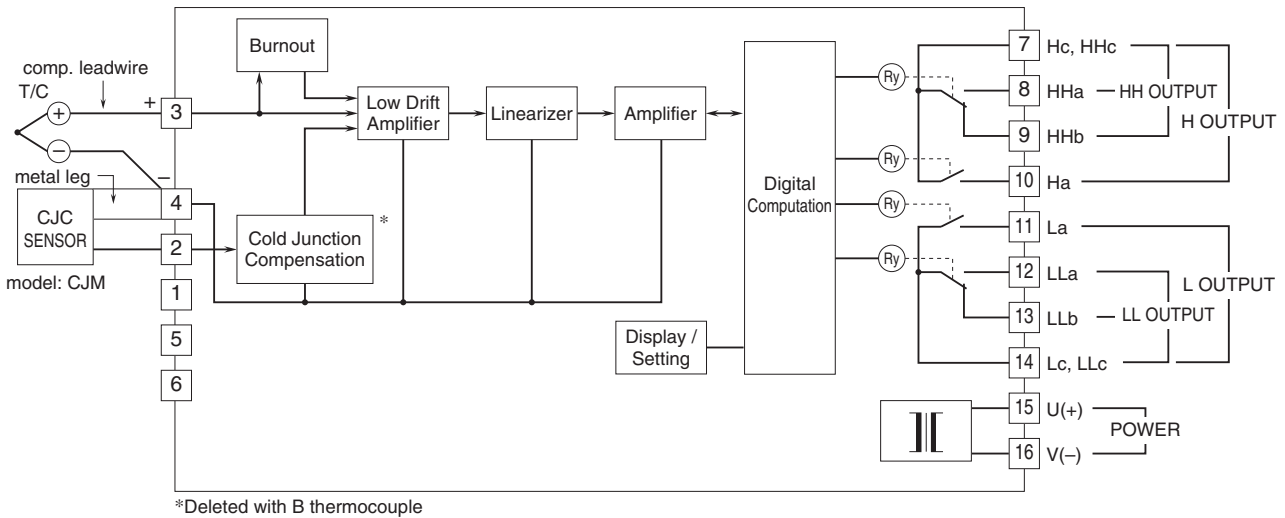 Burnout
comp. leadwire
T/C
+
−
+
3
−
metal leg
4
CJC
SENSOR
2
model: CJM
1
5
6
Low Drift
Amplifier
Linearizer
Amplifier
Cold Junction
Compensation
*
Digital
Computation
Display /
Setting
Ry
Ry
Ry
Ry
7 Hc, HHc
8 HHa HH OUTPUT
9 HHb
H OUTPUT
10 Ha
11 La
12 LLa
L OUTPUT
13 LLb LL OUTPUT
14 Lc, LLc
15 U(+)
POWER
16 V(–)
*Deleted with B thermocouple